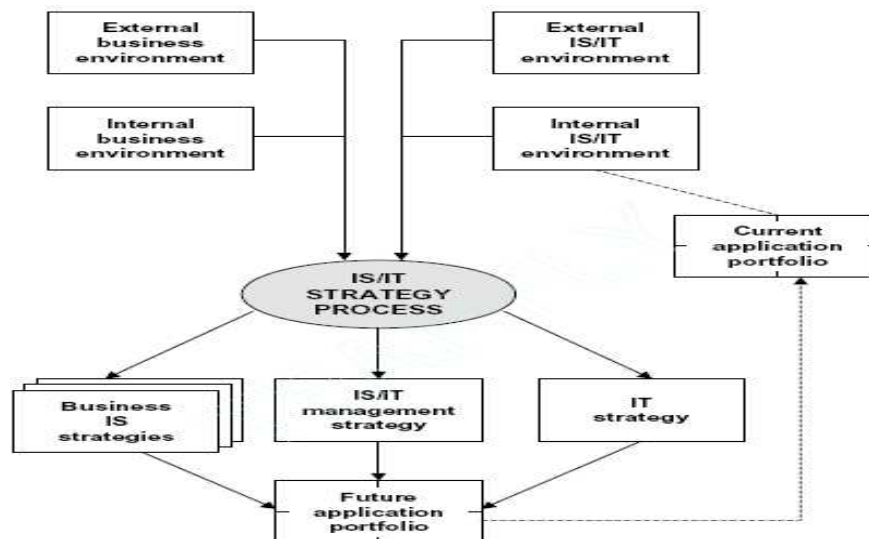 External
business
environment
External
IS/IT
environment
Internal
business
environment
Internal
IS/IT
environment
Current
application
portfolio
IS/IT
STRATEGY
PROCESS
Business
IS
strategies
IS/IT
management
strategy
IT
strategy
Future
application
portfolio